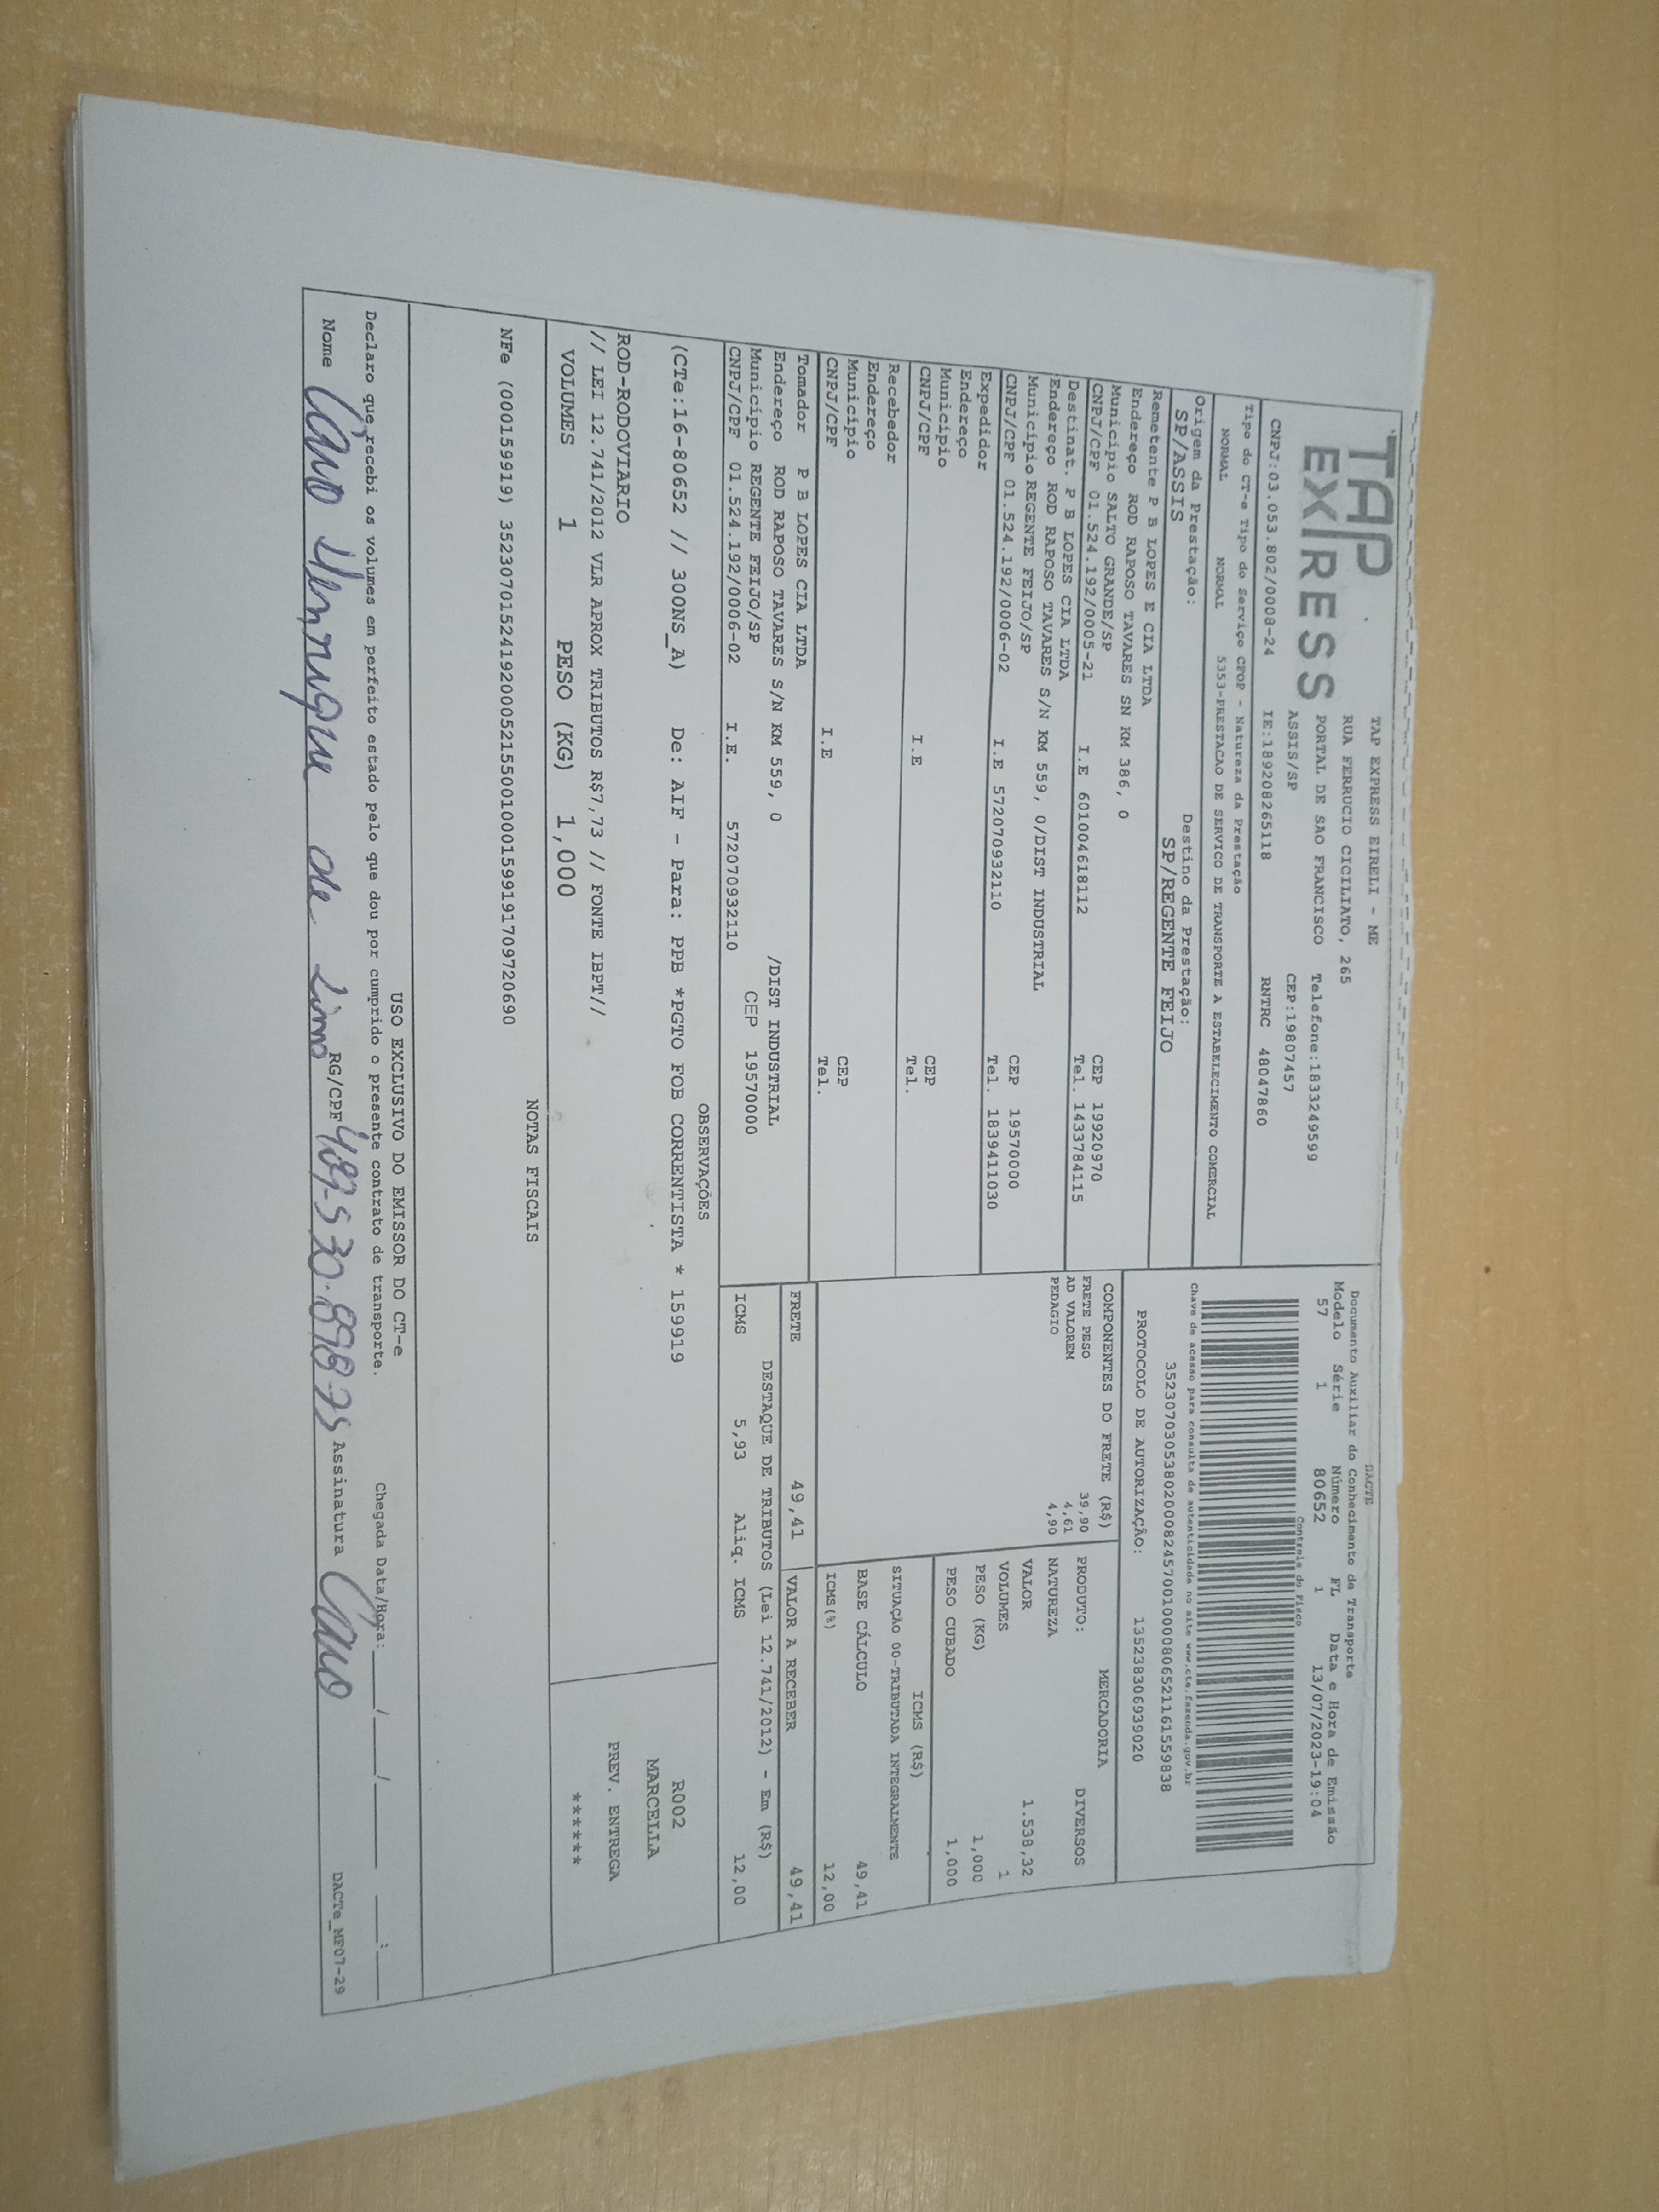 TAP
EXPRESS
TAP EXPRESS EIRELI - ME
RUA FERRUCIO CICILIATO, 265
PORTAL DE SAO FRANCISCO Telefone:1833249599
ASSIS/SP CEP:19807457
CNPJ:03.053.802/0008-24 IE:189208265118 RNTRC 48047860
Tipo do CT-e Tipo do Serviço CFOP - Natureza da Prestação
NORMAL NORMAL 5353-PRESTACAO DE SERVICO DE TRANSPORTE A ESTABELECIMENTO COMERCIAL
Origem da Prestação: Destino da Prestação:
SP/ASSIS SP/REGENTE FEIJO
Remetente P B LOPES E CIA LTDA
Endereço ROD RAPOSO TAVARES SN KM 386, 0
Município SALTO GRANDE/SP CEP 19920970
CNPJ/CPF 01.524.192/0005-21 I.E 601004618112 Tel. 1433784115
Destinat. P B LOPES CIA LTDA
Endereço ROD RAPOSO TAVARES S/N KM 559, 0/DIST INDUSTRIAL
Município REGENTE FEIJO/SP CEP 19570000
CNPJ/CPF 01.524.192/0006-02 I.E 572070932110 Tel. 1839411030
Expedidor
Endereço
Município CEP
CNPJ/CPF I.E Tel.
Recebedor
Endereço
Município CEP
CNPJ/CPF I.E Tel.
Tomador P B LOPES CIA LTDA
Endereço ROD RAPOSO TAVARES S/N KM 559, 0 /DIST INDUSTRIAL
Município REGENTE FEIJO/SP CEP 19570000
CNPJ/CPF 01.524.192/0006-02 I.E. 572070932110
DACTE
Documento Auxiliar do Conhecimento de Transporte
Modelo Série Número FL Data e Hora de Emissão
57 1 80652 1 13/07/2023-19:04
Controle do Fisco
Chave de acesso para consulta de autenticidade no site www.cte.fazenda.gov.br
35230703053802000824570010000806521161559838
PROTOCOLO DE AUTORIZAÇÃO: 135238306939020
COMPONENTES DO FRETE (R$)
FRETE PESO 39,90
AD VALOREM 4,61
PEDAGIO 4,90
MERCADORIA
PRODUTO: DIVERSOS
NATUREZA
VALOR 1.538,32
VOLUMES 1
PESO (KG) 1,000
PESO CUBADO 1,000
ICMS (R$)
SITUAÇÃO 00-TRIBUTADA INTEGRALMENTE
BASE CÁLCULO 49,41
ICMS(%) 12,00
FRETE 49,41 VALOR A RECEBER 49,41
DESTAQUE DE TRIBUTOS (Lei 12.741/2012) - Em (R$)
ICMS 5,93 Aliq. ICMS 12,00
OBSERVAÇÕES
(CTe:16-80652 // 300NS_A) De: AIF - Para: PPB *PGTO FOB CORRENTISTA * 159919
ROD-RODOVIARIO
// LEI 12.741/2012 VLR APROX TRIBUTOS R$7,73 // FONTE IBPT//
R002
MARCELLA
PREV. ENTREGA
******
VOLUMES 1 PESO (KG) 1,000
NOTAS FISCAIS
NFe (000159919) 35230701524192000521550010001599191709720690
USO EXCLUSIVO DO EMISSOR DO CT-e
Declaro que recebi os volumes em perfeito estado pelo que dou por cumprido o presente contrato de transporte. Chegada Data/Hora: ___/___/____ __:__
Nome Caio Henrique de Lima RG/CPF 489.530.898-75 Assinatura Caio DACTe_MF07-29